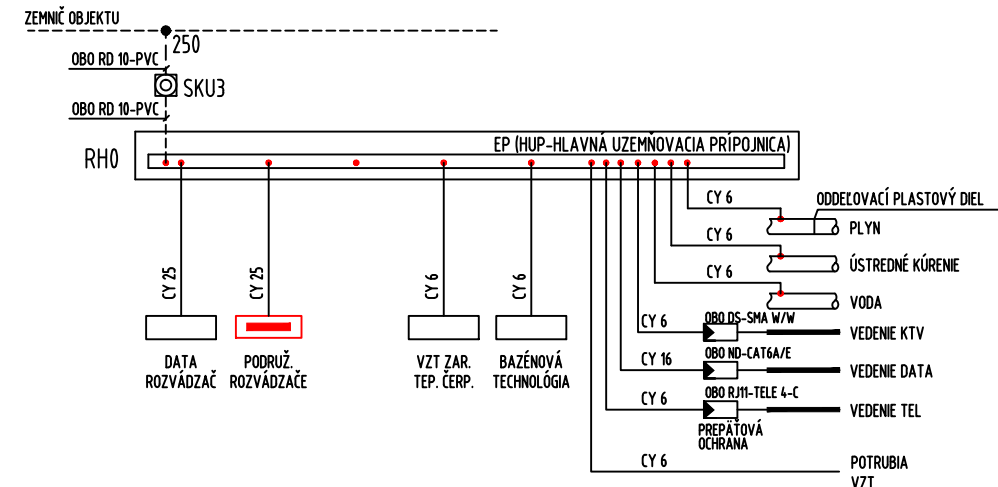 ZEMNIČ OBJEKTU
250
OBO RD 10-PVC
SKU3
OBO RD 10-PVC
RH0
EP (HUP-HLAVNÁ UZEMŇOVACIA PRÍPOJNICA)
CY 6
ODDEĽOVACÍ PLASTOVÝ DIEL
PLYN
CY 6
ÚSTREDNÉ KÚRENIE
CY 6
VODA
CY 25
CY 25
CY 6
CY 6
CY 6
OBO DS-SMA W/W
VEDENIE KTV
CY 16
OBO ND-CAT6A/E
VEDENIE DATA
CY 6
OBO RJ11-TELE 4-C
VEDENIE TEL
PREPÄŤOVÁ
OCHRANA
DATA
ROZVÁDZAČ
PODRUŽ.
ROZVÁDZAČE
VZT ZAR.
TEP. ČERP.
BAZÉNOVÁ
TECHNOLÓGIA
CY 6
POTRUBIA
VZT